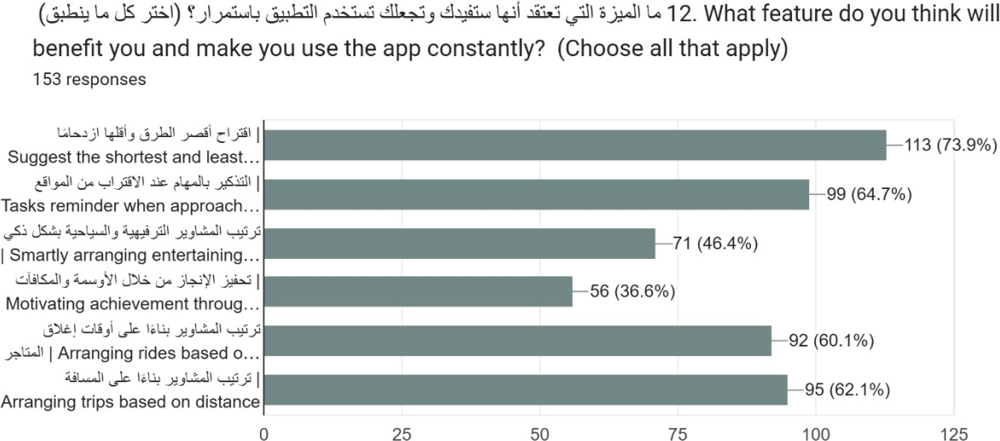 12. What feature do you think will ما الميزة التي تعتقد أنها ستفيدك وتجعلك تستخدم التطبيق باستمرار؟ (اختر كل ما ينطبق)
benefit you and make you use the app constantly? (Choose all that apply)
153 responses
اقتراح أقصر الطرق وأقلها ازدحامًا |
Suggest the shortest and least…
113 (73.9%)
التذكير بالمهام عند الاقتراب من المواقع |
Tasks reminder when approach…
99 (64.7%)
ترتيب المشاوير الترفيهية والسياحية بشكل ذكي
| Smartly arranging entertaining…
71 (46.4%)
تحفيز الإنجاز من خلال الأوسمة والمكافآت |
Motivating achievement throug…
56 (36.6%)
ترتيب المشاوير بناءًا على أوقات إغلاق
المتاجر | Arranging rides based o…
92 (60.1%)
ترتيب المشاوير بناءًا على المسافة |
Arranging trips based on distance
95 (62.1%)
0 25 50 75 100 125